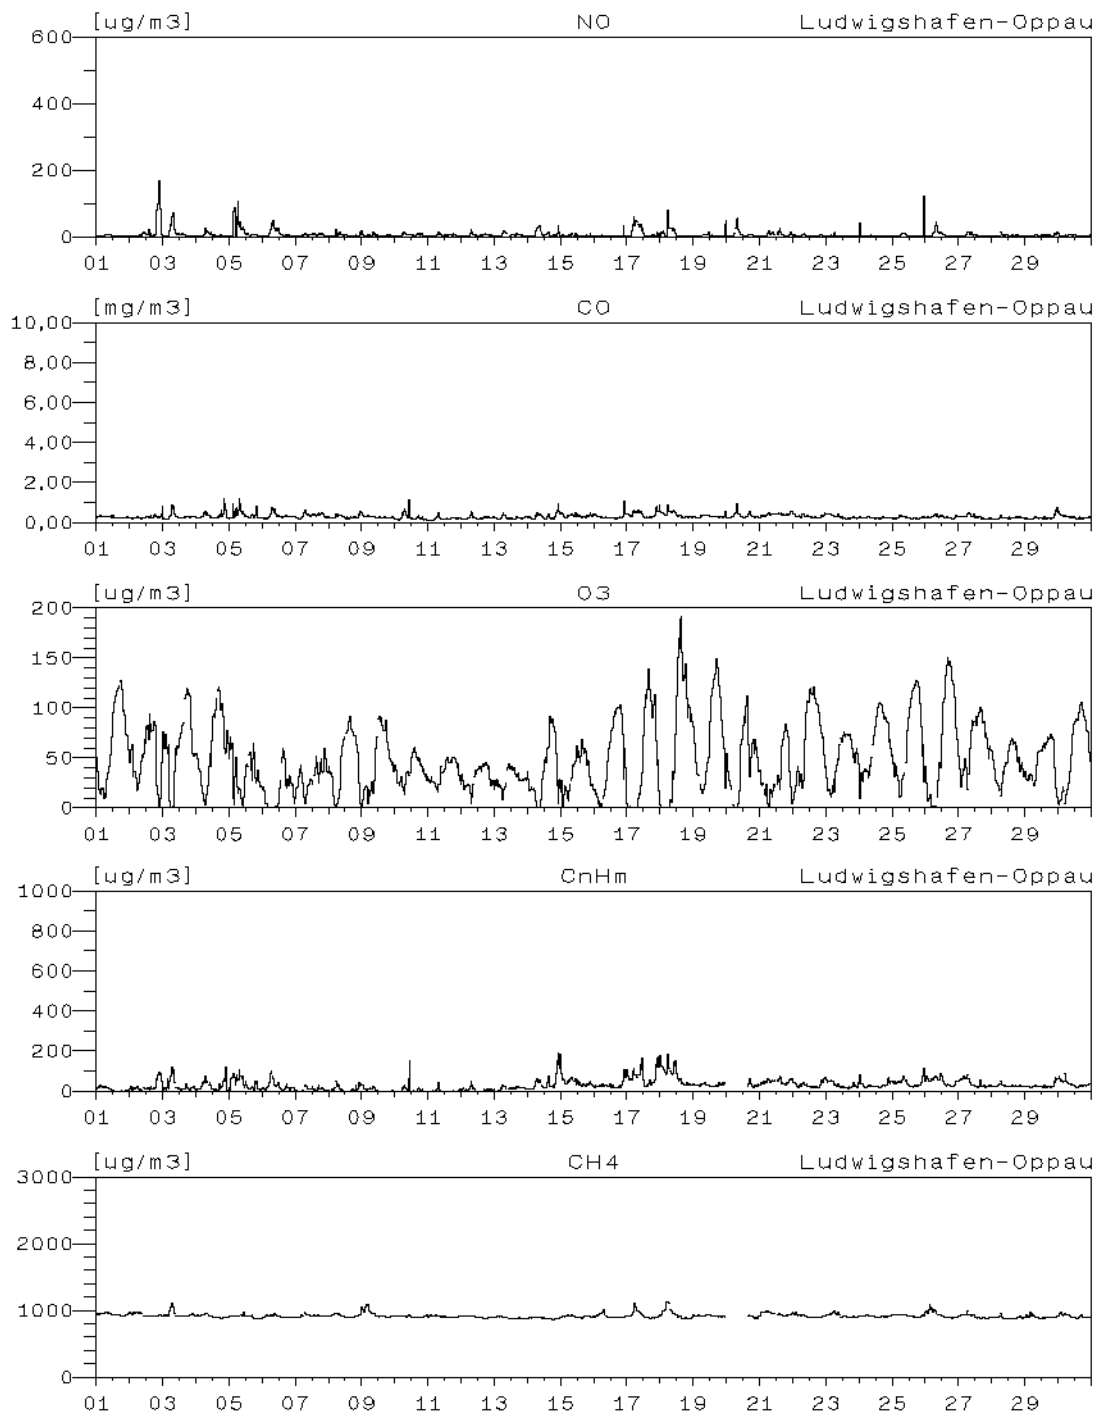 [ug/m3] NO Ludwigshafen-Oppau
600
400
200
0
01 03 05 07 09 11 13 15 17 19 21 23 25 27 29
[mg/m3] CO Ludwigshafen-Oppau
10,00
8,00
6,00
4,00
2,00
0,00
01 03 05 07 09 11 13 15 17 19 21 23 25 27 29
[ug/m3] O3 Ludwigshafen-Oppau
200
150
100
50
0
01 03 05 07 09 11 13 15 17 19 21 23 25 27 29
[ug/m3] CnHm Ludwigshafen-Oppau
1000
800
600
400
200
0
01 03 05 07 09 11 13 15 17 19 21 23 25 27 29
[ug/m3] CH4 Ludwigshafen-Oppau
3000
2000
1000
0
01 03 05 07 09 11 13 15 17 19 21 23 25 27 29